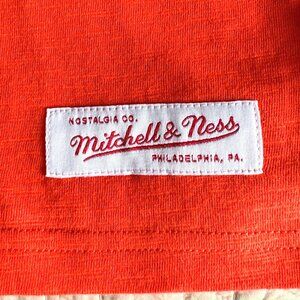 NOSTALGIA CO.
Mitchell & Ness
PHILADELPHIA, PA.